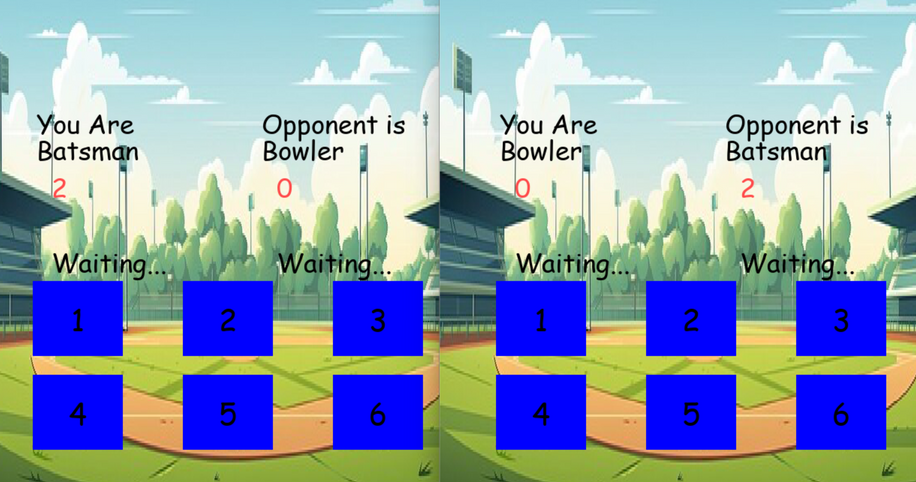 You Are
Batsman
2
Opponent is
Bowler
0
Waiting...
Waiting...
1
2
3
4
5
6
You Are
Bowler
0
Opponent is
Batsman
2
Waiting...
Waiting...
1
2
3
4
5
6